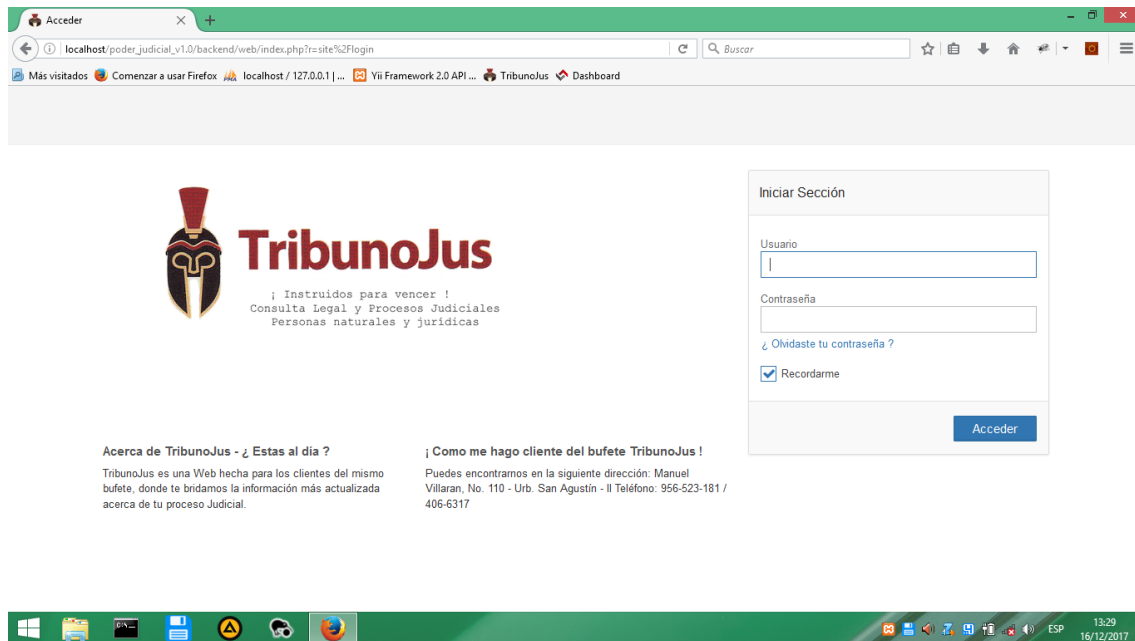 Acceder
localhost/poder_judicial_v1.0/backend/web/index.php?r=site%2Flogin
Buscar
Más visitados Comenzar a usar Firefox localhost / 127.0.0.1 | ... Yii Framework 2.0 API ... TribunoJus Dashboard
TribunoJus
¡ Instruidos para vencer !
Consulta Legal y Procesos Judiciales
Personas naturales y jurídicas
Iniciar Sección
Usuario
Contraseña
¿ Olvidaste tu contraseña ?
Recordarme
Acceder
Acerca de TribunoJus - ¿ Estas al día ?
TribunoJus es una Web hecha para los clientes del mismo
bufete, donde te bridamos la información más actualizada
acerca de tu proceso Judicial.
¡ Como me hago cliente del bufete TribunoJus !
Puedes encontrarnos en la siguiente dirección: Manuel
Villaran, No. 110 - Urb. San Agustín - II Teléfono: 956-523-181 /
406-6317
ESP
13:29
16/12/2017